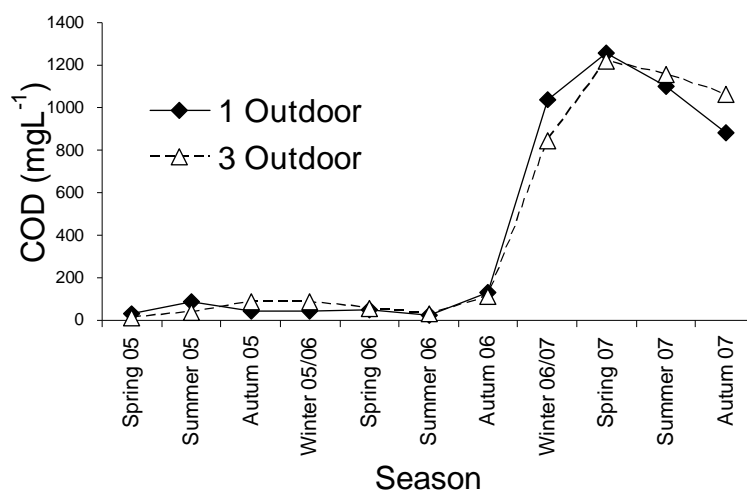 1400
1200
1000
800
600
400
200
0
COD (mgL⁻¹)
1 Outdoor
3 Outdoor
Spring 05
Summer 05
Autum 05
Winter 05/06
Spring 06
Summer 06
Autum 06
Winter 06/07
Spring 07
Summer 07
Autum 07
Season